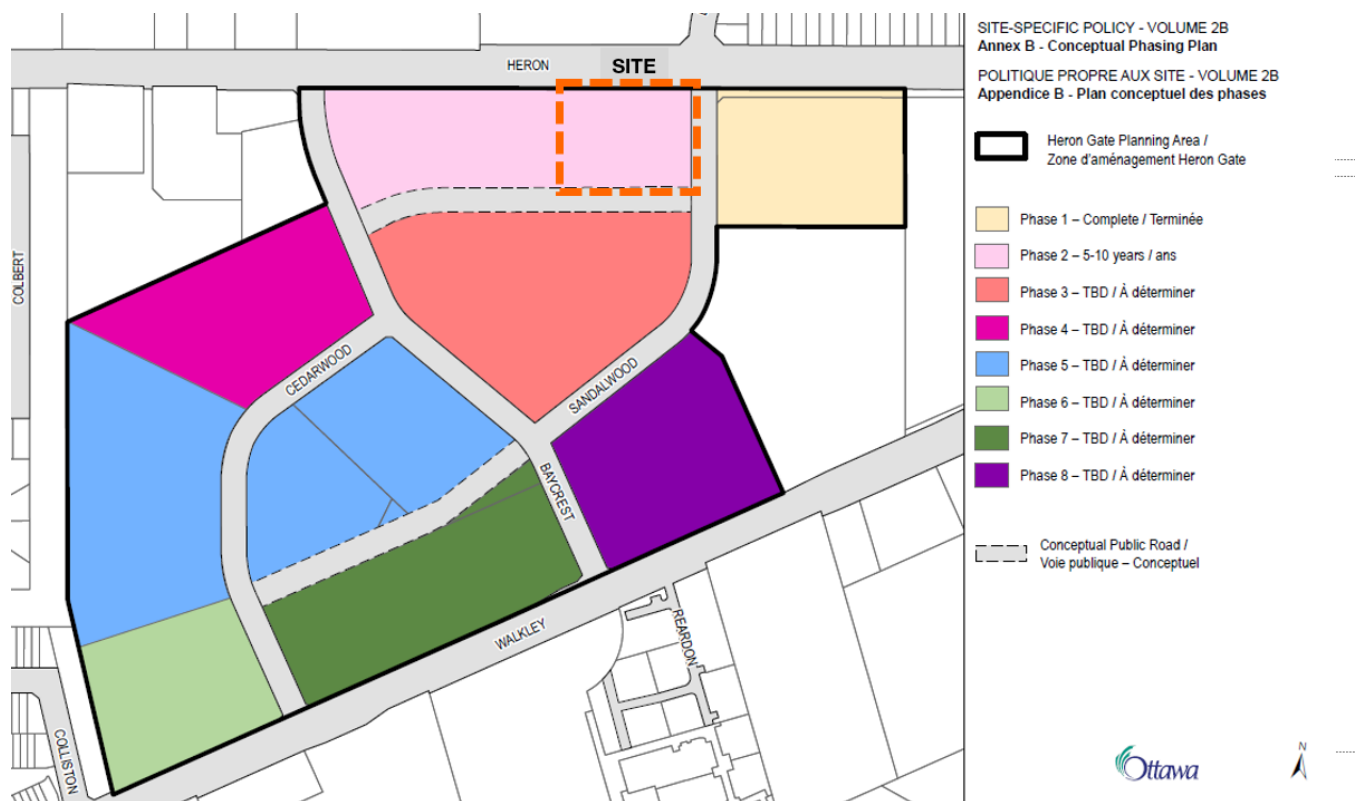 HERON
SITE
COLBERT
CEDARWOOD
SANDALWOOD
BAYCREST
WALKLEY
REARDON
COLLISTON
SITE-SPECIFIC POLICY - VOLUME 2B
Annex B - Conceptual Phasing Plan
POLITIQUE PROPRE AUX SITE - VOLUME 2B
Appendice B - Plan conceptuel des phases
Heron Gate Planning Area /
Zone d'aménagement Heron Gate
Phase 1 – Complete / Terminée
Phase 2 – 5-10 years / ans
Phase 3 – TBD / À déterminer
Phase 4 – TBD / À déterminer
Phase 5 – TBD / À déterminer
Phase 6 – TBD / À déterminer
Phase 7 – TBD / À déterminer
Phase 8 – TBD / À déterminer
Conceptual Public Road /
Voie publique – Conceptuel
Ottawa
N